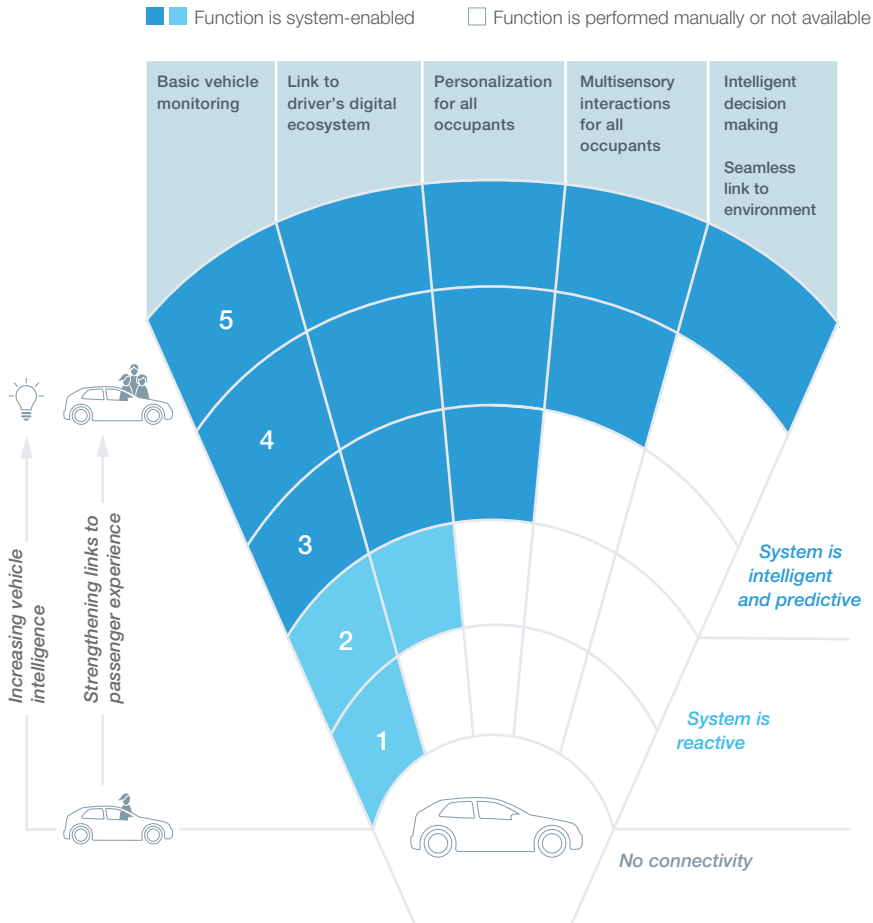 Function is system-enabled
Function is performed manually or not available
Basic vehicle
monitoring
Link to
driver's digital
ecosystem
Personalization
for all
occupants
Multisensory
interactions
for all
occupants
Intelligent
decision
making
Seamless
link to
environment
5
4
3
2
1
Increasing vehicle
intelligence
Strengthening links to
passenger experience
System is
intelligent
and predictive
System is
reactive
No connectivity